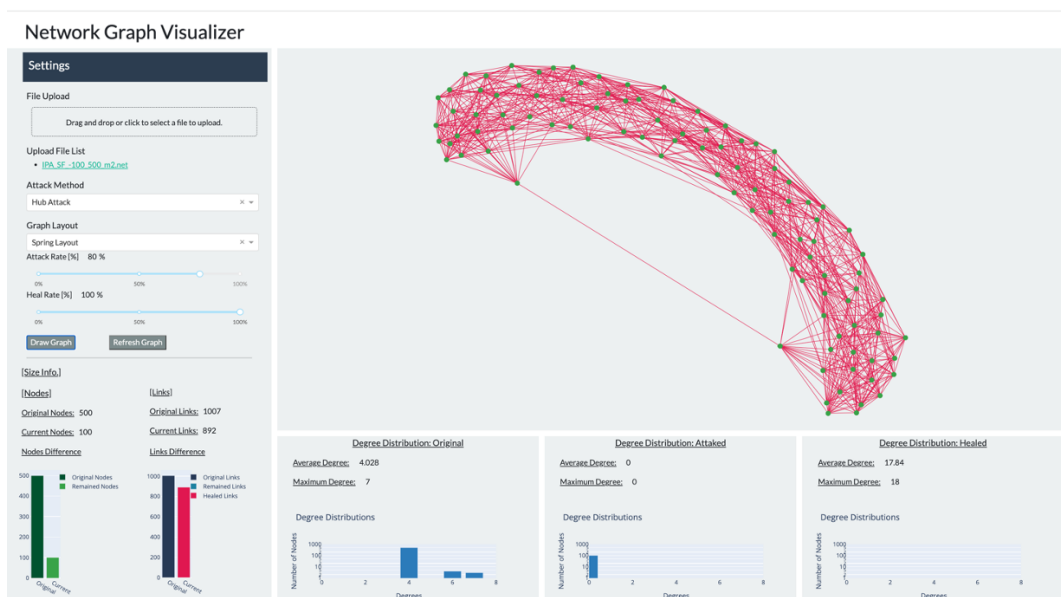 Network Graph Visualizer
Settings
File Upload
Drag and drop or click to select a file to upload.
Upload File List
• IPA_SF_-100_500_m2.net
Attack Method
Hub Attack × 
Graph Layout
Spring Layout ×
Attack Rate [%] 80 %
0% 50% 100%
Heal Rate [%] 100 %
0% 50% 100%
Draw Graph Refresh Graph
[Size Info.]
[Nodes] [Links]
Original Nodes: 500 Original Links: 1007
Current Nodes: 100 Current Links: 892
Nodes Difference Links Difference
500
400
300
200
100
0
Original Current
Original Nodes
Remained Nodes
1000
800
600
400
200
0
Original Current
Original Links
Remained Links
Healed Links
Degree Distribution: Original
Average Degree: 4.028
Maximum Degree: 7
Degree Distributions
Number of Nodes
1000
100
10
1
0 2 4 6 8
Degrees
Degree Distribution: Attaked
Average Degree: 0
Maximum Degree: 0
Degree Distributions
Number of Nodes
1000
100
10
1
0 2 4 6 8
Degrees
Degree Distribution: Healed
Average Degree: 17.84
Maximum Degree: 18
Degree Distributions
Number of Nodes
1000
100
10
1
0 2 4 6 8
Degrees